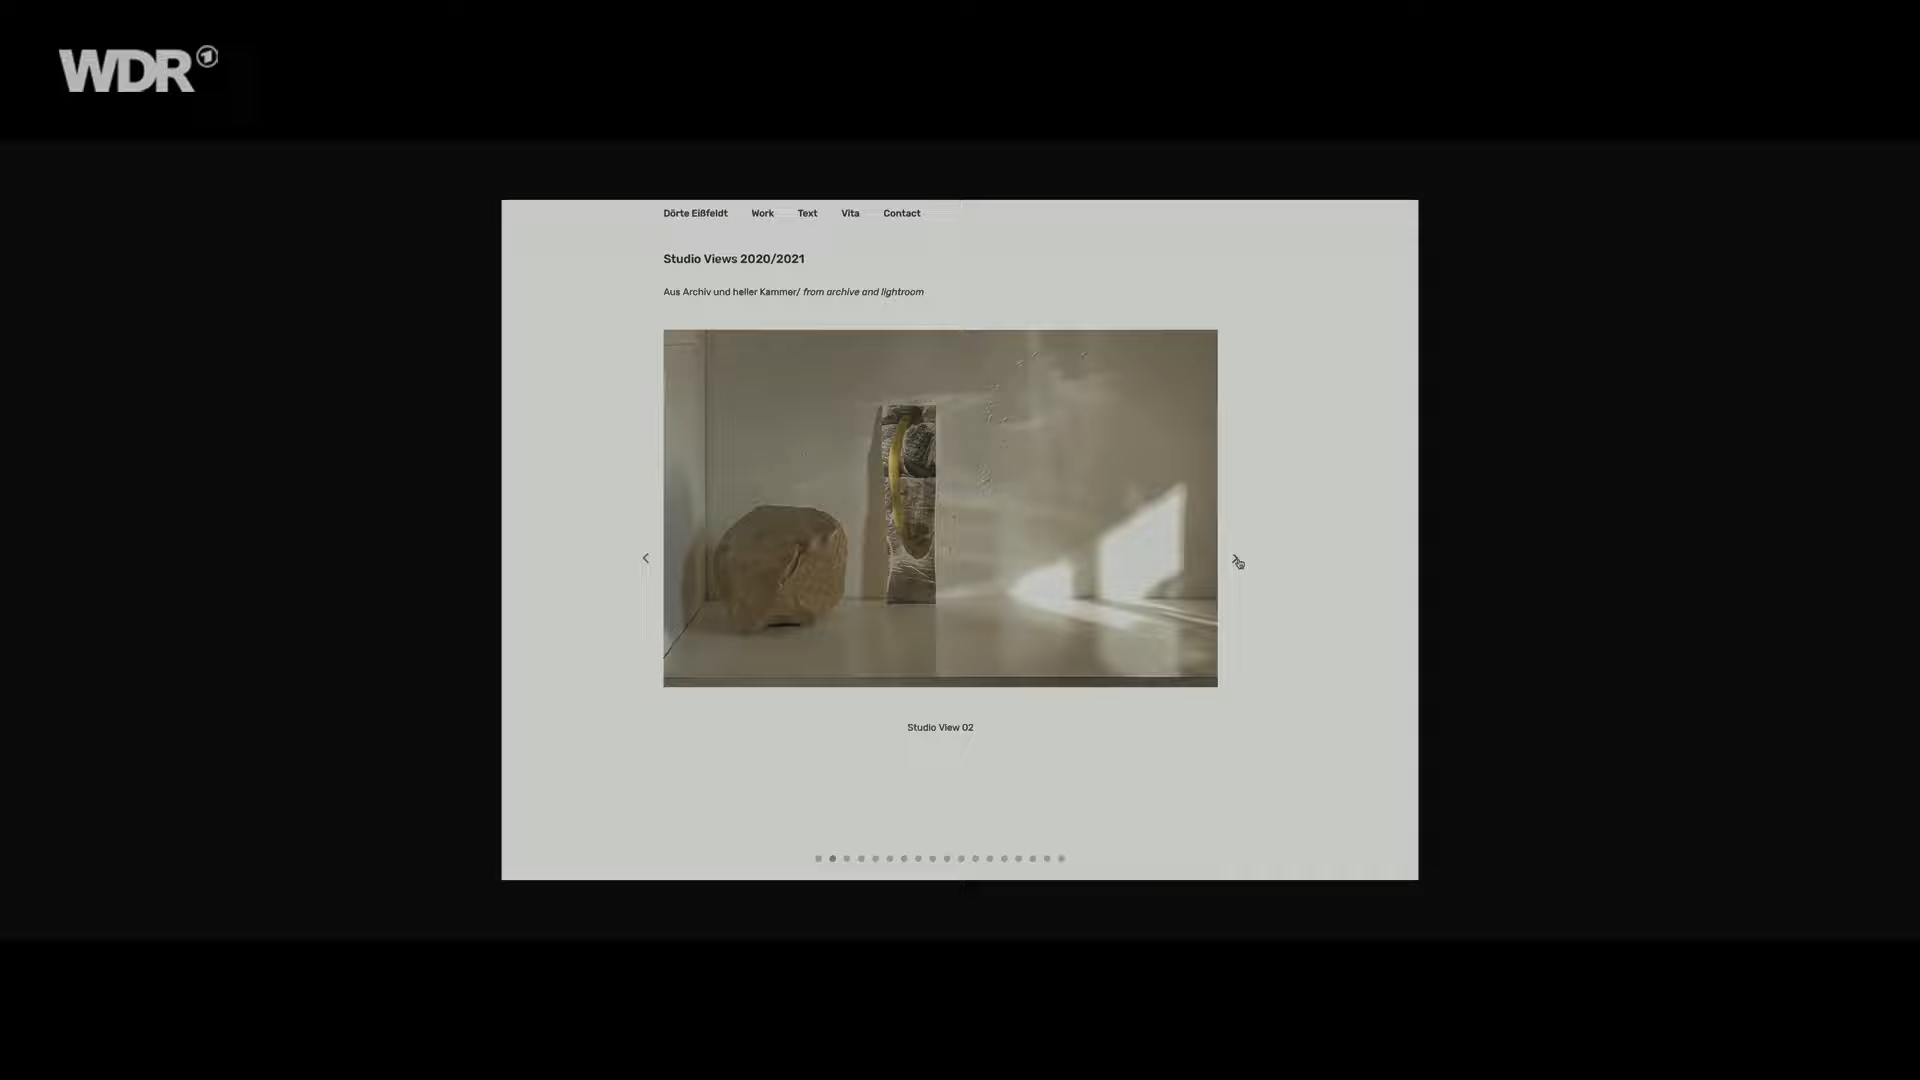 WDR
Dörte Eißfeldt Work Text Vita Contact
Studio Views 2020/2021
Aus Archiv und heller Kammer/ from archive and lightroom
Studio View 02